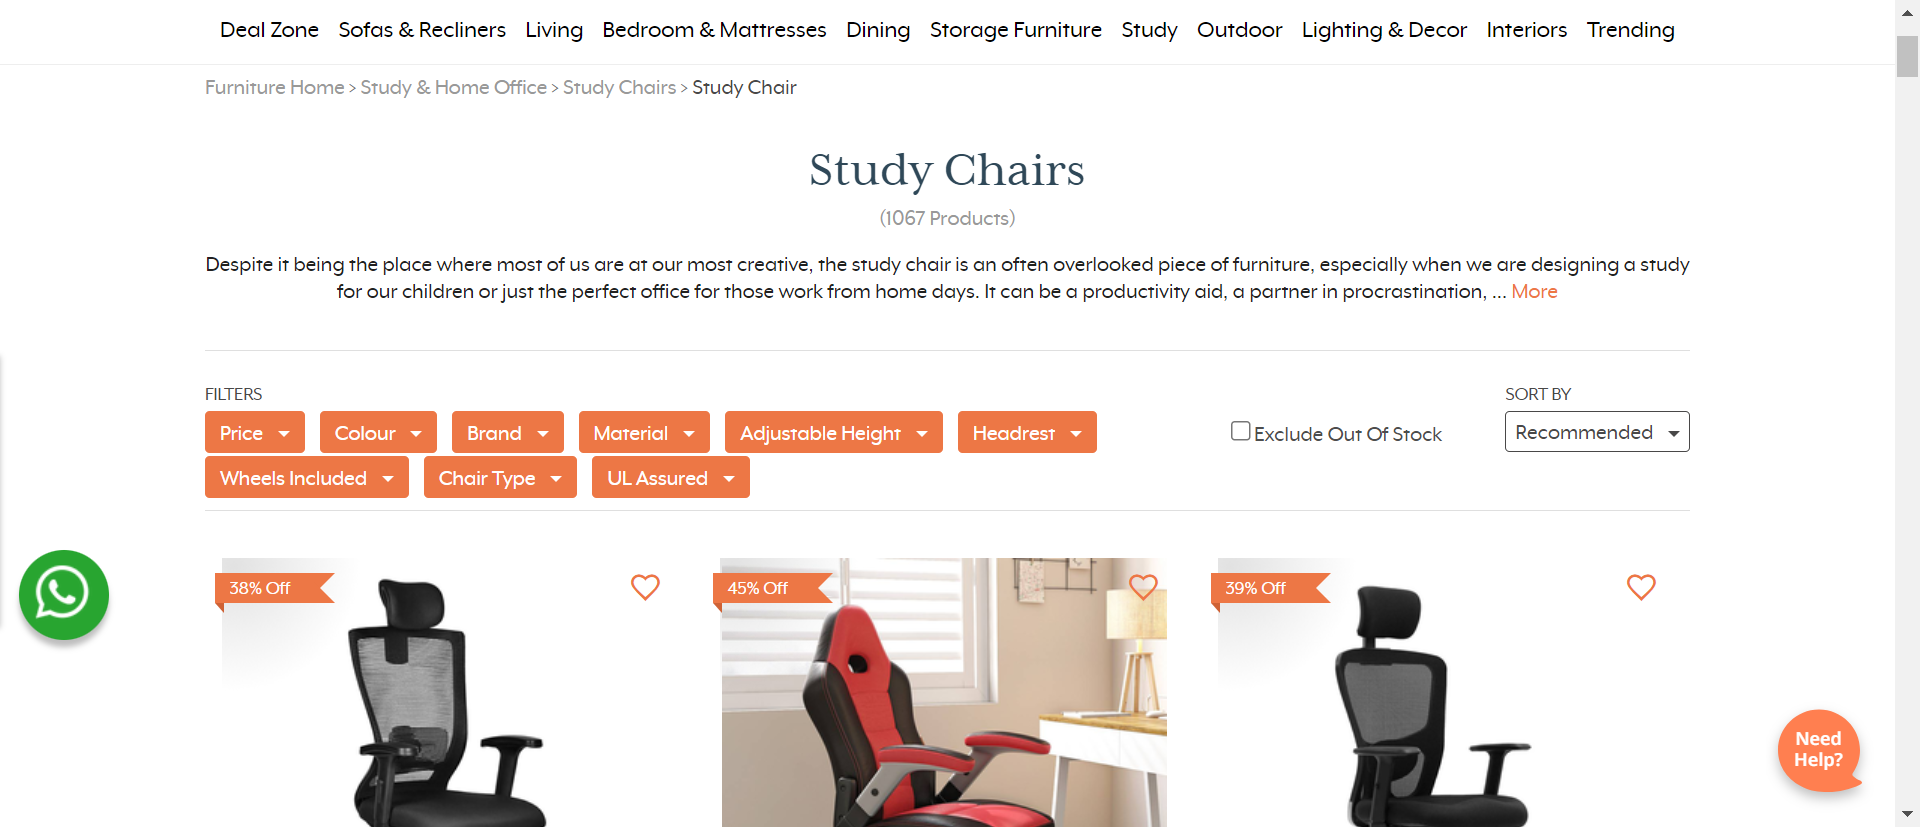 Deal Zone Sofas & Recliners Living Bedroom & Mattresses Dining Storage Furniture Study Outdoor Lighting & Decor Interiors Trending
Furniture Home > Study & Home Office > Study Chairs > Study Chair
Study Chairs
(1067 Products)
Despite it being the place where most of us are at our most creative, the study chair is an often overlooked piece of furniture, especially when we are designing a study
for our children or just the perfect office for those work from home days. It can be a productivity aid, a partner in procrastination, ... More
FILTERS
SORT BY
Price Colour Brand Material Adjustable Height Headrest
Exclude Out Of Stock
Recommended
Wheels Included Chair Type UL Assured
38% Off
45% Off
39% Off
Need
Help?